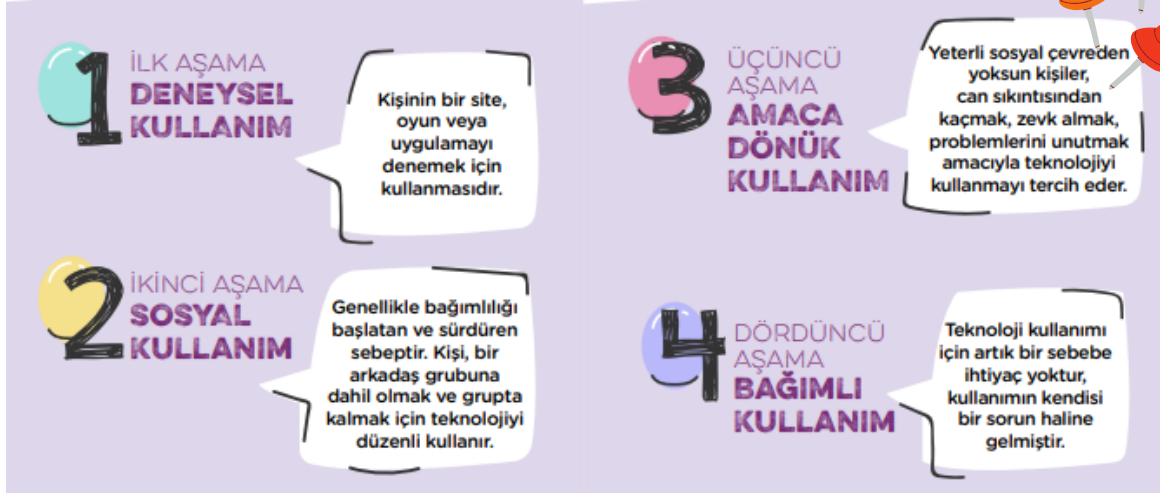 1
İLK AŞAMA
DENEYSEL
KULLANIM
Kişinin bir site,
oyun veya
uygulamayı
denemek için
kullanmasıdır.
2
İKİNCİ AŞAMA
SOSYAL
KULLANIM
Genellikle bağımlılığı
başlatan ve sürdüren
sebeptir. Kişi, bir
arkadaş grubuna
dahil olmak ve grupta
kalmak için teknolojiyi
düzenli kullanır.
3
ÜÇÜNCÜ
AŞAMA
AMACA
DÖNÜK
KULLANIM
Yeterli sosyal çevreden
yoksun kişiler,
can sıkıntısından
kaçmak, zevk almak,
problemlerini unutmak
amacıyla teknolojiyi
kullanmayı tercih eder.
4
DÖRDÜNCÜ
AŞAMA
BAĞIMLI
KULLANIM
Teknoloji kullanımı
için artık bir sebebe
ihtiyaç yoktur,
kullanımın kendisi
bir sorun haline
gelmiştir.